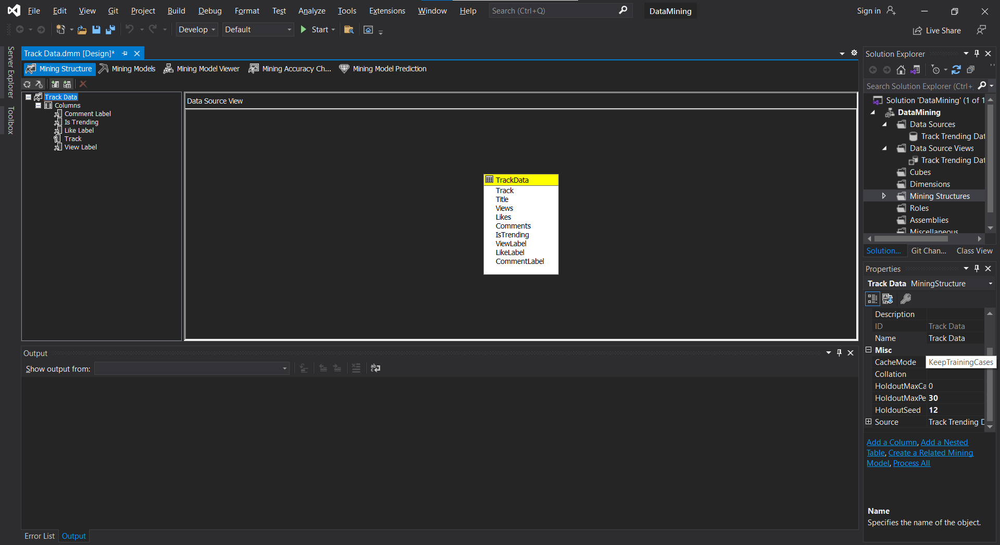 File Edit View Git Project Build Debug Format Test Analyze Tools Extensions Window Help Search (Ctrl+Q) DataMining Sign in
Develop Default Start Live Share
Server Explorer
Toolbox
Track Data.dmm [Design]*
Mining Structure Mining Models Mining Model Viewer Mining Accuracy Ch... Mining Model Prediction
Track Data
Columns
Comment Label
Is Trending
Like Label
Track
View Label
Data Source View
TrackData
Track
Title
Views
Likes
Comments
IsTrending
ViewLabel
LikeLabel
CommentLabel
Output
Show output from:
Error List Output
Solution Explorer
Search Solution Explorer (Ctrl+;
Solution 'DataMining' (1 of 1
DataMining
Data Sources
Track Trending Dat
Data Source Views
Track Trending Dat
Cubes
Dimensions
Mining Structures
Roles
Assemblies
Miscellaneous
Solution... Git Chan... Class View
Properties
Track Data MiningStructure
Description
ID Track Data
Name Track Data
Misc
CacheMode KeepTrainingCases
Collation
HoldoutMaxCa 0
HoldoutMaxPe 30
HoldoutSeed 12
Source Track Trending D
Add a Column, Add a Nested
Table, Create a Related Mining
Model, Process All
Name
Specifies the name of the object.